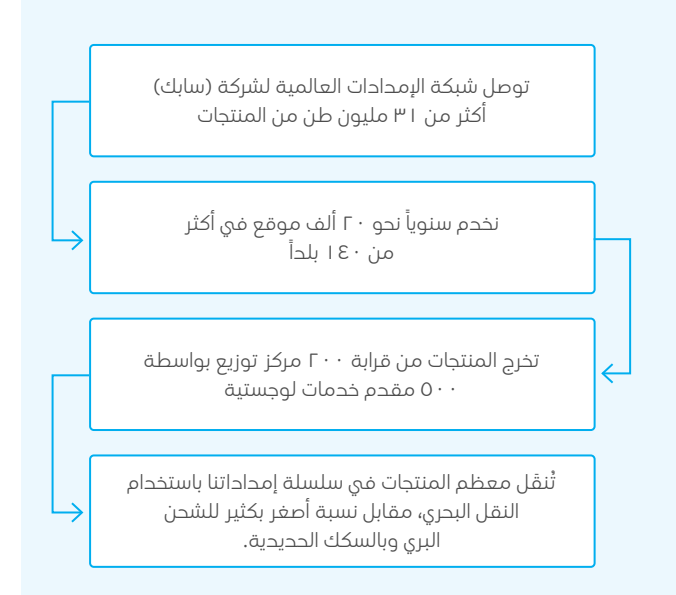 توصل شبكة الإمدادات العالمية لشركة (سابك)
أكثر من ٣١ مليون طن من المنتجات
نخدم سنوياً نحو ٢٠ ألف موقع في أكثر
من ١٤٠ بلداً
تخرج المنتجات من قرابة ٢٠٠ مركز توزيع بواسطة
٥٠٠ مقدم خدمات لوجستية
تُنقَل معظم المنتجات في سلسلة إمداداتنا باستخدام
النقل البحري، مقابل نسبة أصغر بكثير للشحن
البري وبالسكك الحديدية.